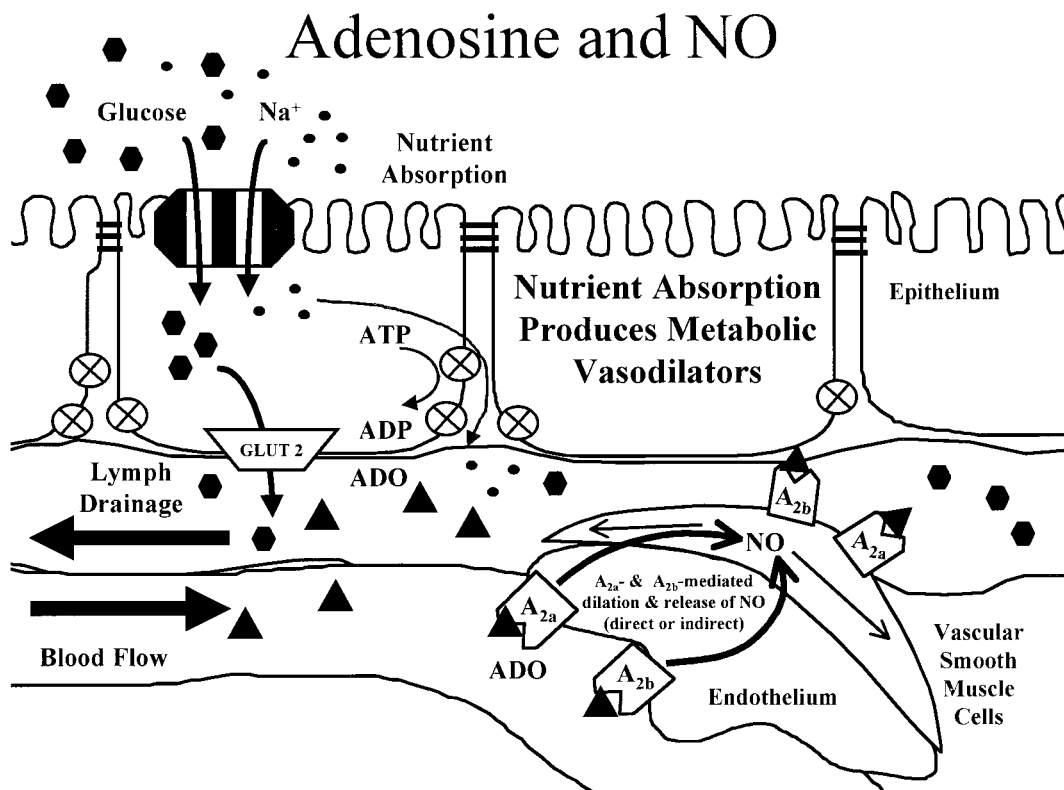 Adenosine and NO
Glucose
Na⁺
Nutrient
Absorption
Nutrient Absorption
Produces Metabolic
Vasodilators
Epithelium
ATP
ADP
GLUT 2
ADO
Lymph
Drainage
A₂b
A₂a
NO
A₂a- & A₂b-mediated
dilation & release of NO
(direct or indirect)
A₂a
ADO
A₂b
Blood Flow
Endothelium
Vascular
Smooth
Muscle
Cells